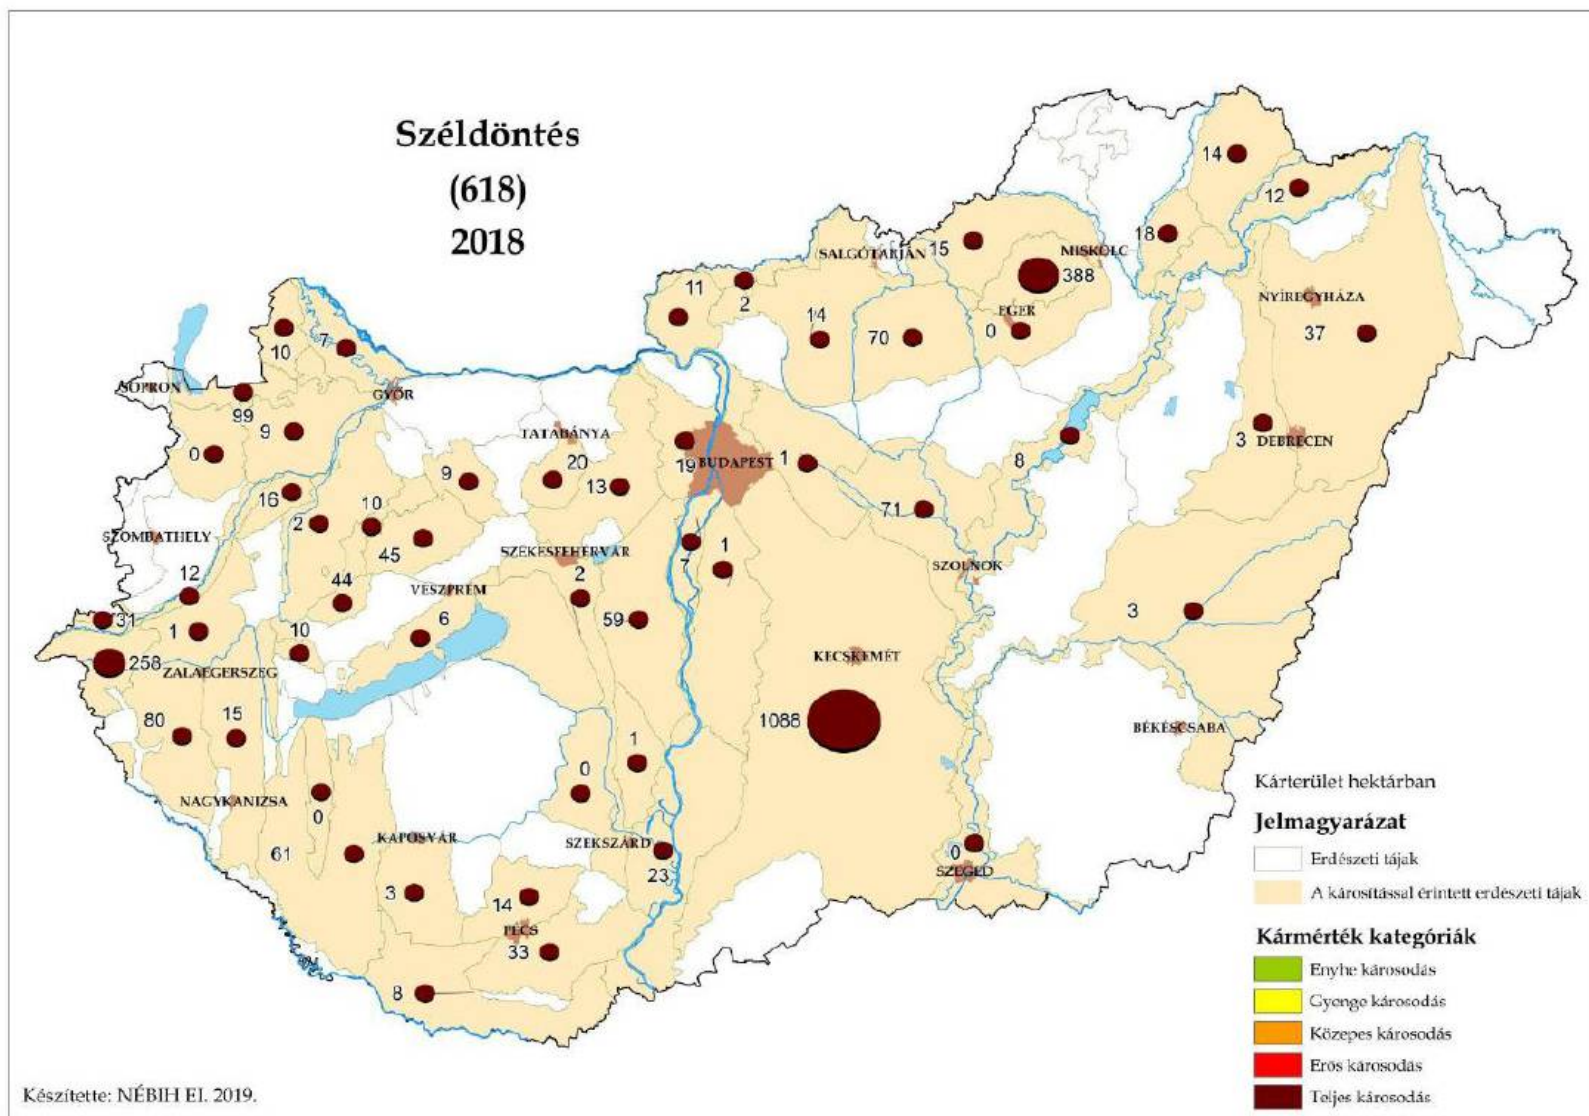 Széldöntés
(618)
2018
14
12
18
SALGÓTARJÁN
15
MISKOLC
388
11
2
14
70
EGER
0
NYÍREGYHÁZA
37
10
7
SOPRON
GYŐR
99
9
0
TATABÁNYA
20
9
13
19
BUDAPEST
1
8
3
DEBRECEN
16
2
10
45
71
SZOMBATHELY
SZÉKESFEHÉRVÁR
2
7
1
SZOLNOK
12
44
VESZPRÉM
6
59
3
31
1
10
258
ZALAEGERSZEG
KECSKEMÉT
1088
80
15
1
0
BÉKÉSCSABA
NAGYKANIZSA
0
61
KAPOSVÁR
SZEKSZÁRD
23
0
SZEGED
3
14
PÉCS
33
8
Kárterület hektárban
Jelmagyarázat
Erdészeti tájak
A károsítással érintett erdészeti tájak
Kármérték kategóriák
Enyhe károsodás
Gyenge károsodás
Közepes károsodás
Erős károsodás
Teljes károsodás
Készítette: NÉBIH EI. 2019.